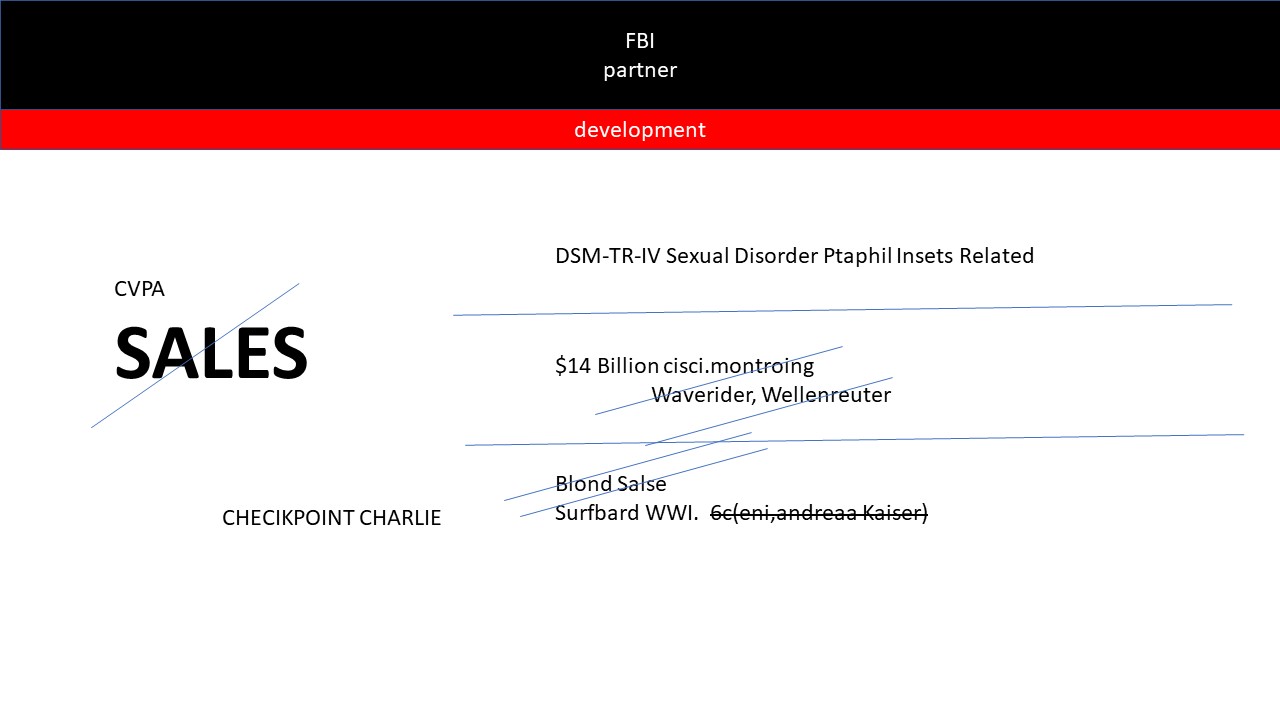 FBI
partner
development
DSM-TR-IV Sexual Disorder Ptaphil Insets Related
CVPA
SALES
$14 Billion cisci.montroing
Waverider, Wellenreuter
Blond Salse
Surfbard WWI. 6c(eni,andreaa Kaiser)
CHECIKPOINT CHARLIE